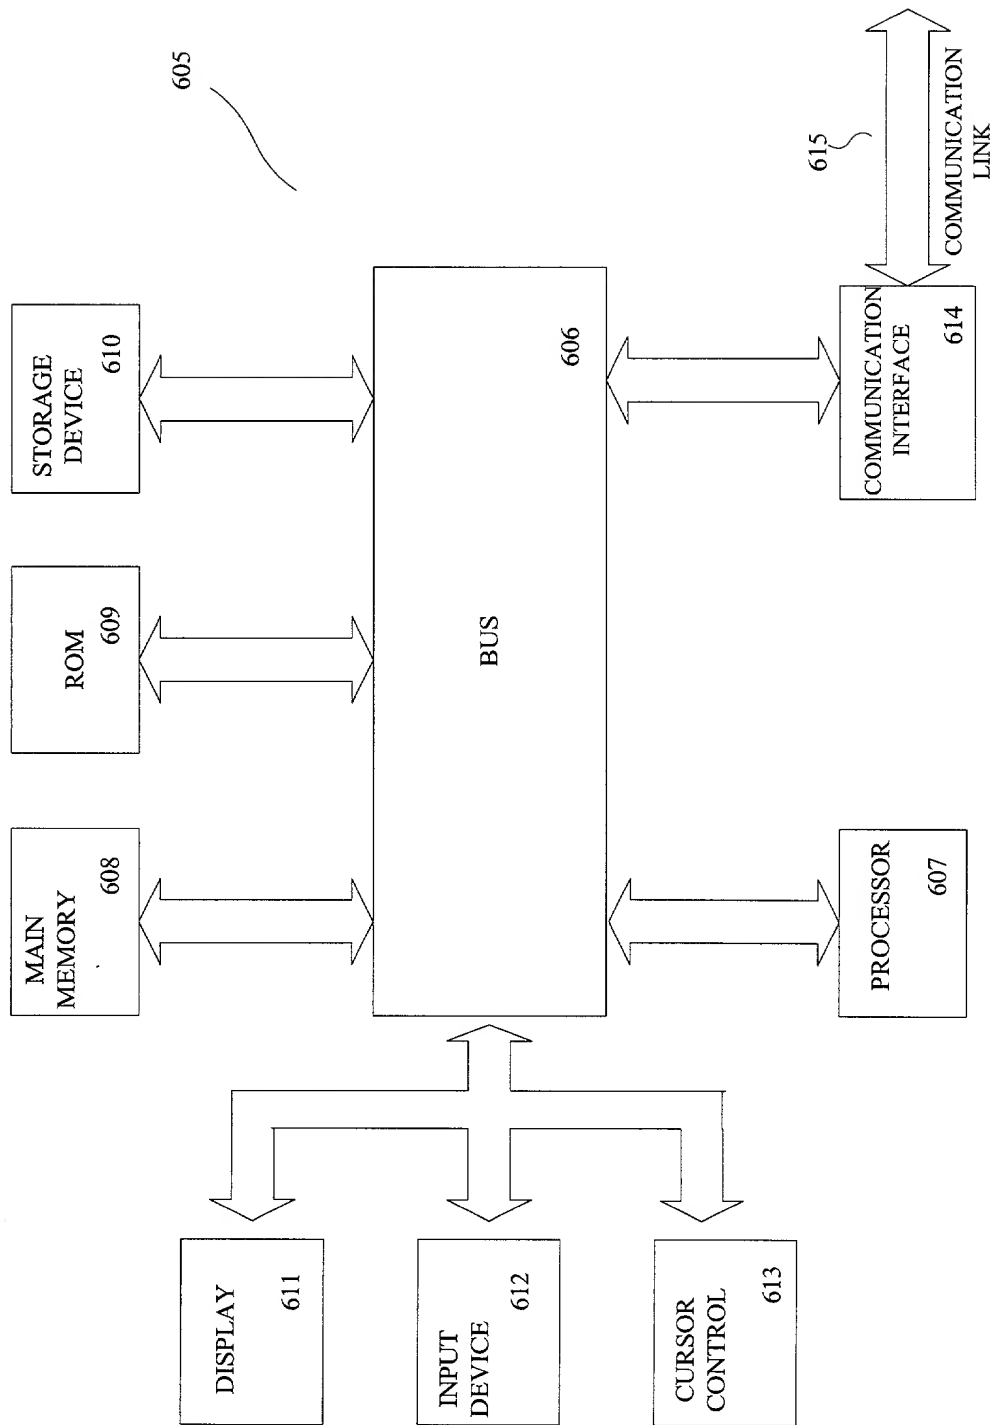 605
MAIN
MEMORY
608
ROM
609
STORAGE
DEVICE
610
DISPLAY
611
INPUT
DEVICE
612
CURSOR
CONTROL
613
BUS
606
PROCESSOR
607
COMMUNICATION
INTERFACE
614
615
COMMUNICATION
LINK